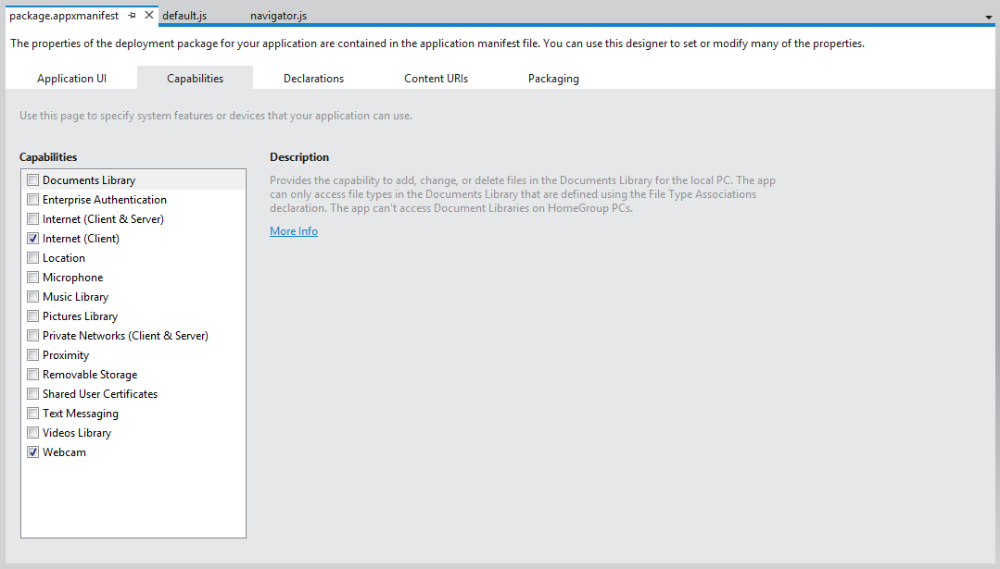 package.appxmanifest default.js navigator.js
The properties of the deployment package for your application are contained in the application manifest file. You can use this designer to set or modify many of the properties.
Application UI Capabilities Declarations Content URIs Packaging
Use this page to specify system features or devices that your application can use.
Capabilities
Documents Library
Enterprise Authentication
Internet (Client & Server)
Internet (Client)
Location
Microphone
Music Library
Pictures Library
Private Networks (Client & Server)
Proximity
Removable Storage
Shared User Certificates
Text Messaging
Videos Library
Webcam
Description
Provides the capability to add, change, or delete files in the Documents Library for the local PC. The app
can only access file types in the Documents Library that are defined using the File Type Associations
declaration. The app can't access Document Libraries on HomeGroup PCs.
More Info